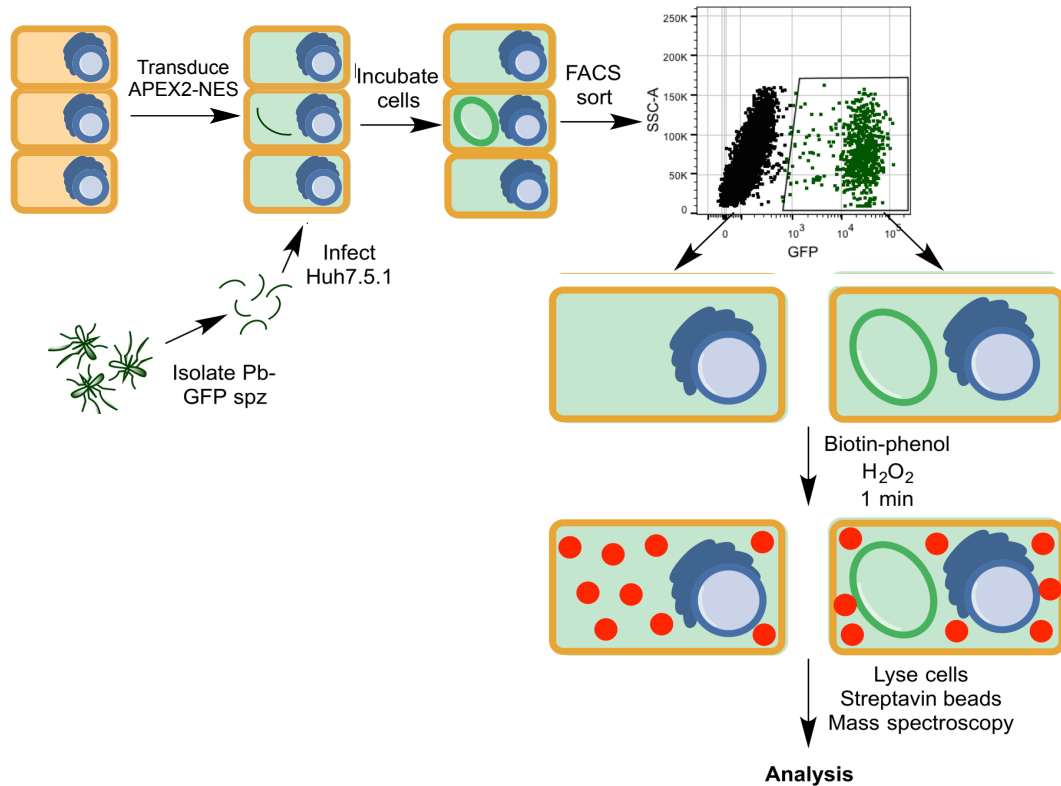 Transduce
APEX2-NES
Incubate
cells
FACS
sort
Infect
Huh7.5.1
Isolate Pb-
GFP spz
SSC-A
250K
200K
150K
100K
50K
0
0
10³
10⁴
10⁵
GFP
Biotin-phenol
H₂O₂
1 min
Lyse cells
Streptavin beads
Mass spectroscopy
Analysis